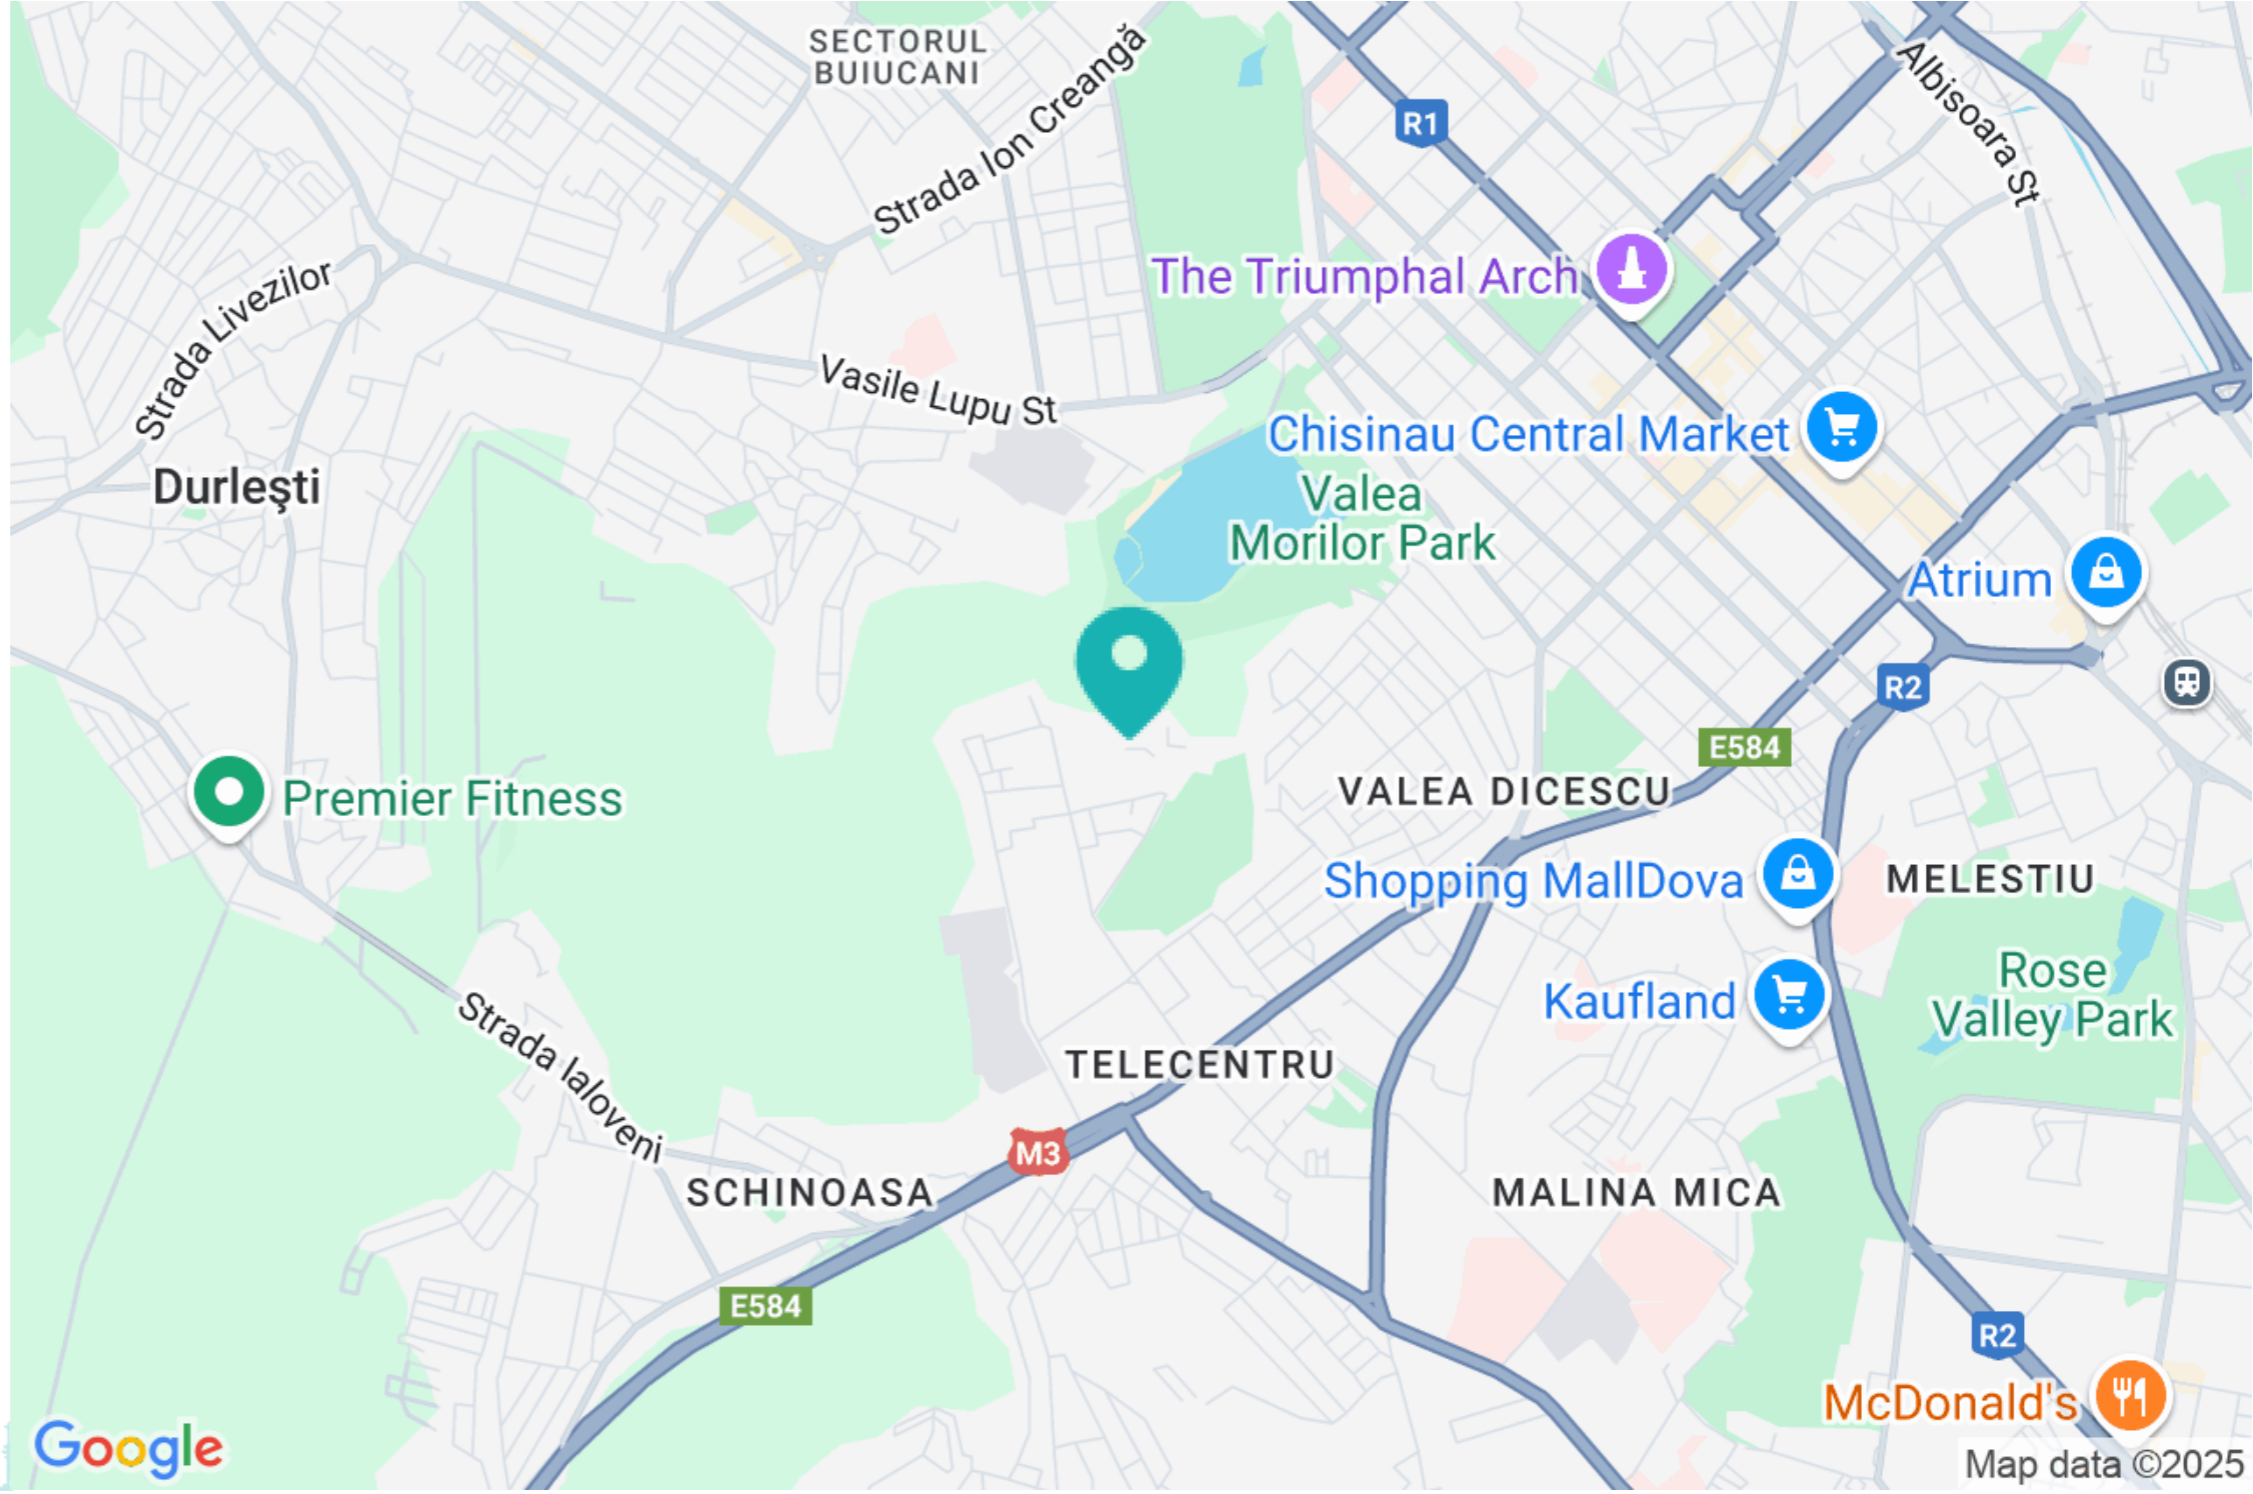 SECTORUL
BUIUCANI
Strada Ion Creangă
Albisoara St
R1
The Triumphal Arch
Strada Livezilor
Vasile Lupu St
Chisinau Central Market
Durleşti
Valea
Morilor Park
Atrium
R2
E584
Premier Fitness
VALEA DICESCU
Shopping MallDova
MELESTIU
Rose
Valley Park
Kaufland
Strada Ialoveni
TELECENTRU
M3
SCHINOASA
MALINA MICA
E584
R2
McDonald's
Google
Map data ©2025